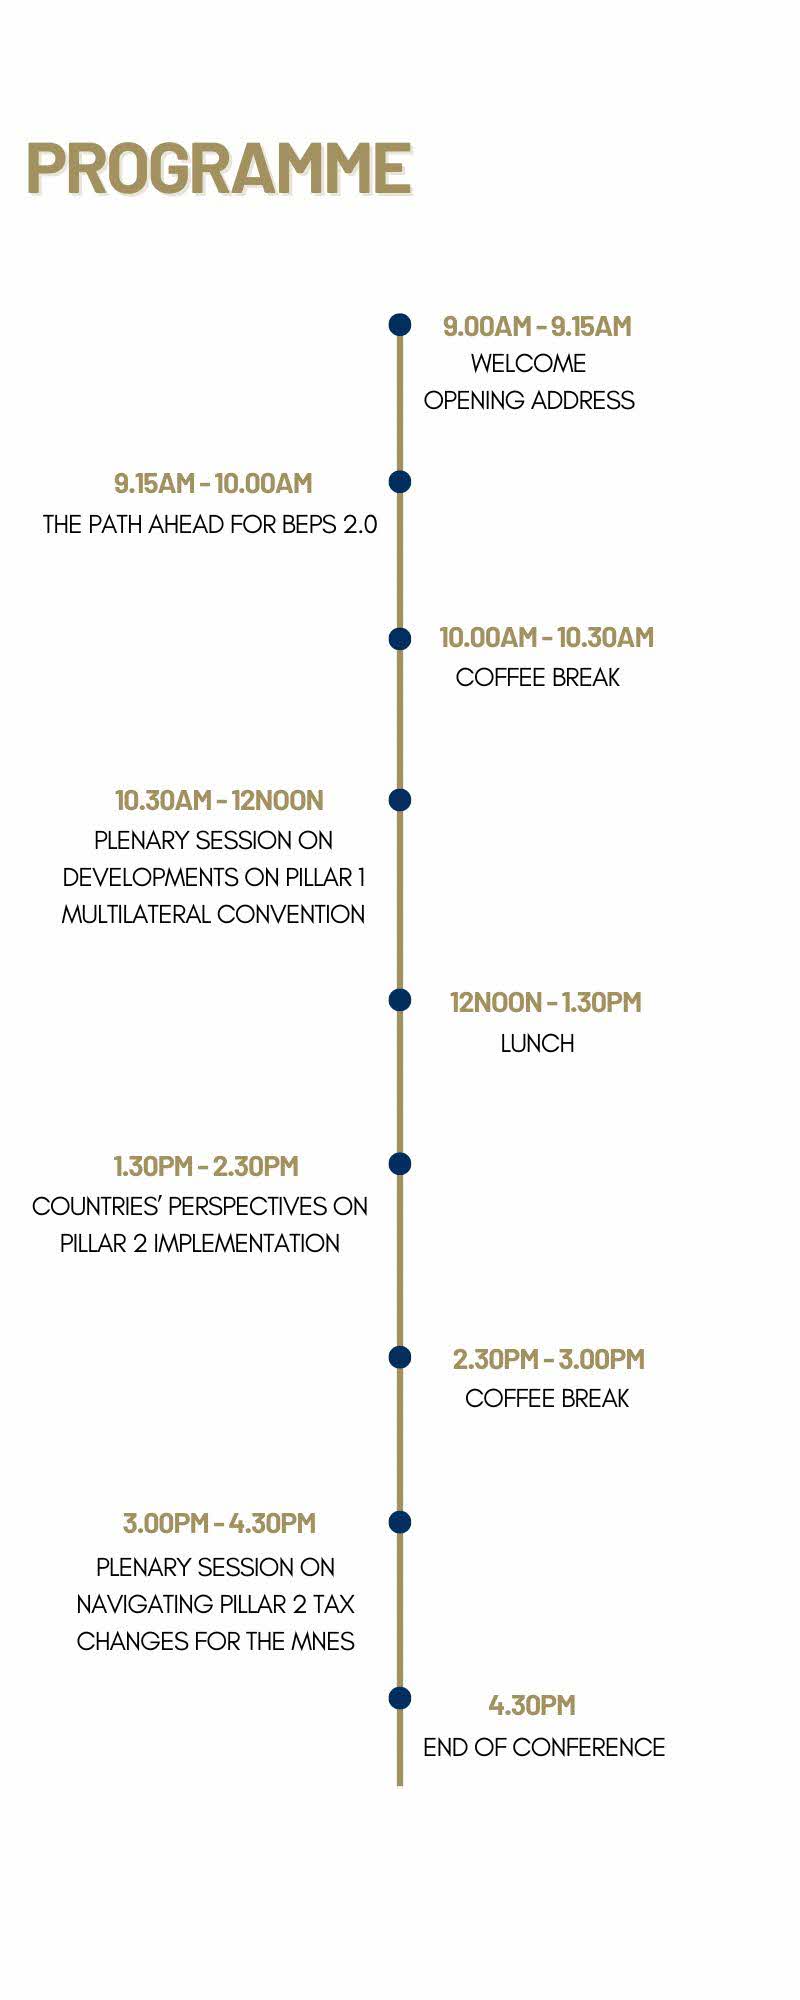 PROGRAMME
9.00AM - 9.15AM
WELCOME
OPENING ADDRESS
9.15AM - 10.00AM
THE PATH AHEAD FOR BEPS 2.0
10.00AM - 10.30AM
COFFEE BREAK
10.30AM - 12NOON
PLENARY SESSION ON
DEVELOPMENTS ON PILLAR 1
MULTILATERAL CONVENTION
12NOON - 1.30PM
LUNCH
1.30PM - 2.30PM
COUNTRIES' PERSPECTIVES ON
PILLAR 2 IMPLEMENTATION
2.30PM - 3.00PM
COFFEE BREAK
3.00PM - 4.30PM
PLENARY SESSION ON
NAVIGATING PILLAR 2 TAX
CHANGES FOR THE MNES
4.30PM
END OF CONFERENCE